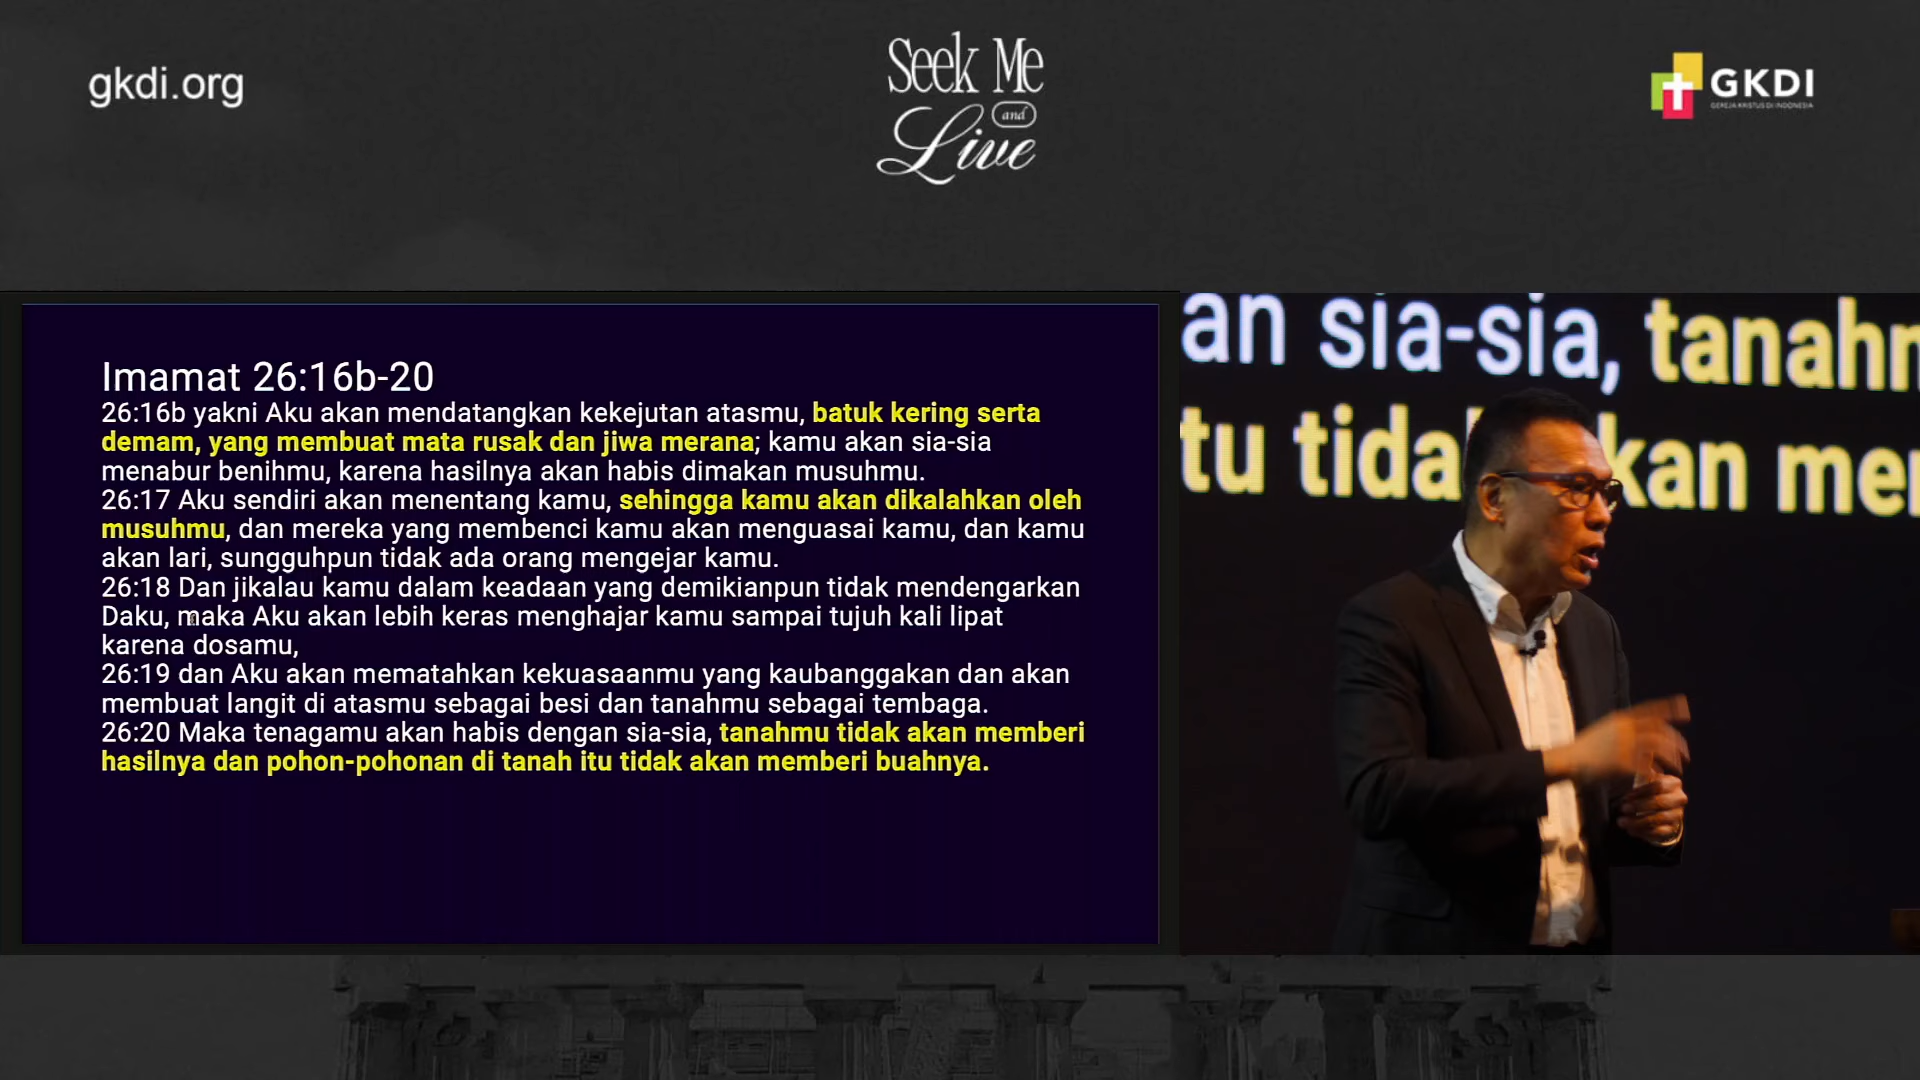 gkdi.org
Seek Me
and
Live
GKDI
GEREJA KRISTUS DI INDONESIA
Imamat 26:16b-20
26:16b yakni Aku akan mendatangkan kekejutan atasmu, batuk kering serta
demam, yang membuat mata rusak dan jiwa merana; kamu akan sia-sia
menabur benihmu, karena hasilnya akan habis dimakan musuhmu.
26:17 Aku sendiri akan menentang kamu, sehingga kamu akan dikalahkan oleh
musuhmu, dan mereka yang membenci kamu akan menguasai kamu, dan kamu
akan lari, sungguhpun tidak ada orang mengejar kamu.
26:18 Dan jikalau kamu dalam keadaan yang demikianpun tidak mendengarkan
Daku, maka Aku akan lebih keras menghajar kamu sampai tujuh kali lipat
karena dosamu,
26:19 dan Aku akan mematahkan kekuasaanmu yang kaubanggakan dan akan
membuat langit di atasmu sebagai besi dan tanahmu sebagai tembaga.
26:20 Maka tenagamu akan habis dengan sia-sia, tanahmu tidak akan memberi
hasilnya dan pohon-pohonan di tanah itu tidak akan memberi buahnya.
an sia-sia, tanahm
tu tida kan mer